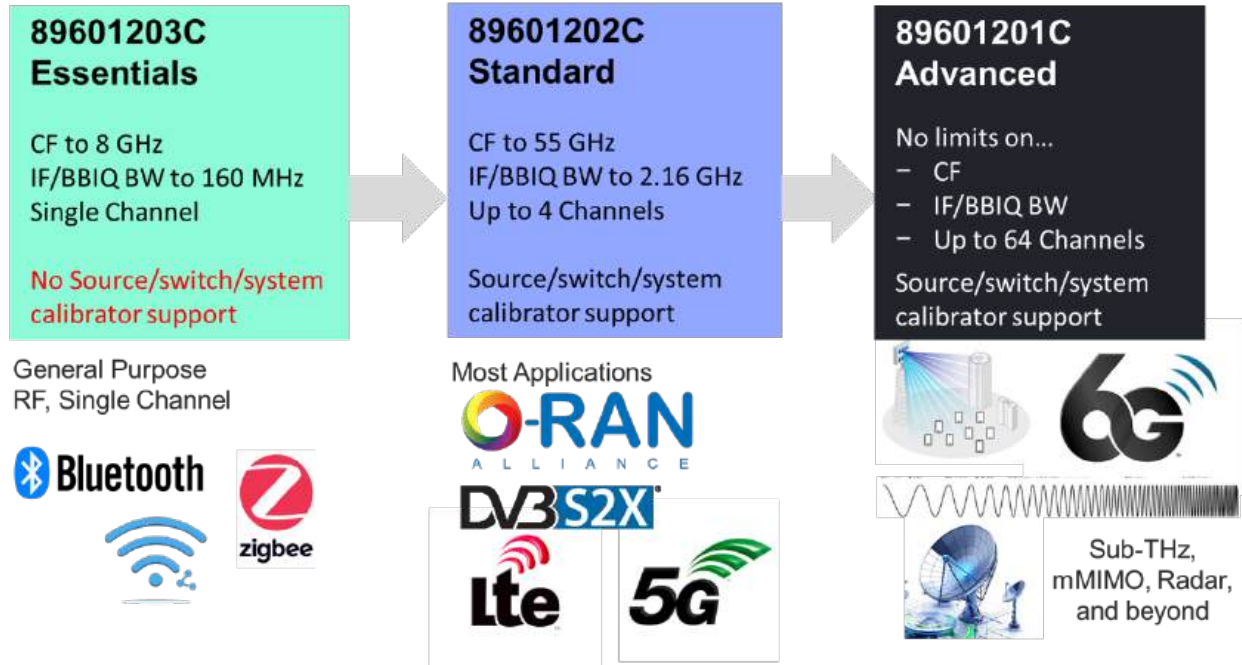 89601203C
Essentials
CF to 8 GHz
IF/BBIQ BW to 160 MHz
Single Channel
No Source/switch/system
calibrator support
General Purpose
RF, Single Channel
Bluetooth
zigbee
89601202C
Standard
CF to 55 GHz
IF/BBIQ BW to 2.16 GHz
Up to 4 Channels
Source/switch/system
calibrator support
Most Applications
O-RAN
ALLIANCE
DVB S2X
Lte
5G
89601201C
Advanced
No limits on...
– CF
– IF/BBIQ BW
– Up to 64 Channels
Source/switch/system
calibrator support
6G
Sub-THz,
mMIMO, Radar,
and beyond